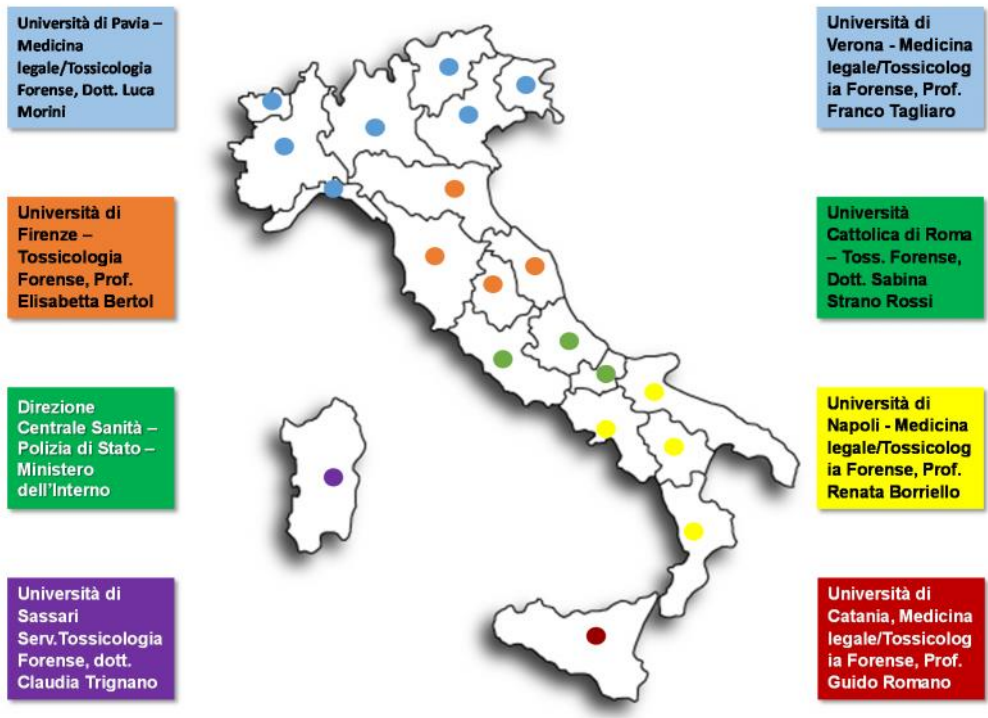 Università di Pavia –
Medicina
legale/Tossicologia
Forense, Dott. Luca
Morini
Università di
Firenze –
Tossicologia
Forense, Prof.
Elisabetta Bertol
Direzione
Centrale Sanità –
Polizia di Stato –
Ministero
dell'Interno
Università di
Sassari
Serv.Tossicologia
Forense, dott.
Claudia Trignano
Università di
Verona - Medicina
legale/Tossicolog
ia Forense, Prof.
Franco Tagliaro
Università
Cattolica di Roma
– Toss. Forense,
Dott. Sabina
Strano Rossi
Università di
Napoli - Medicina
legale/Tossicolog
ia Forense, Prof.
Renata Borriello
Università di
Catania, Medicina
legale/Tossicolog
ia Forense, Prof.
Guido Romano